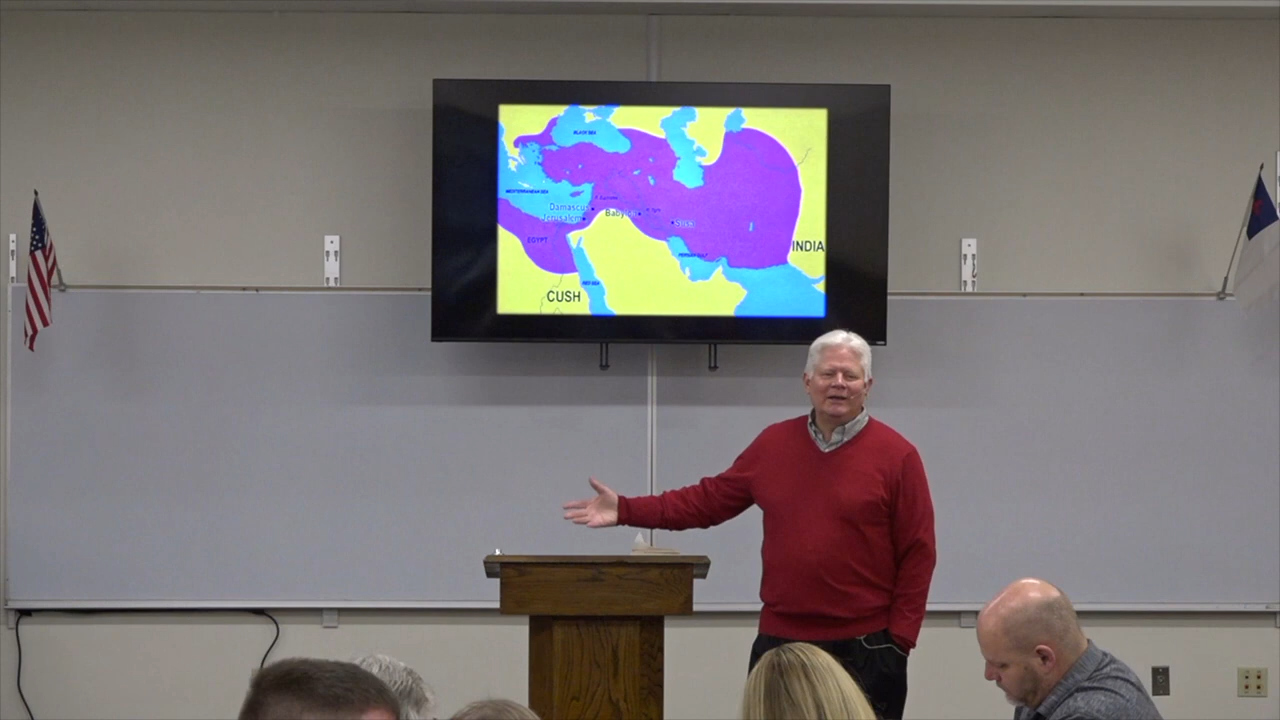 BLACK SEA
MEDITERRANEAN SEA
Damascus
Jerusalem
Babylon
Susa
EGYPT
PERSIAN GULF
INDIA
RED SEA
CUSH